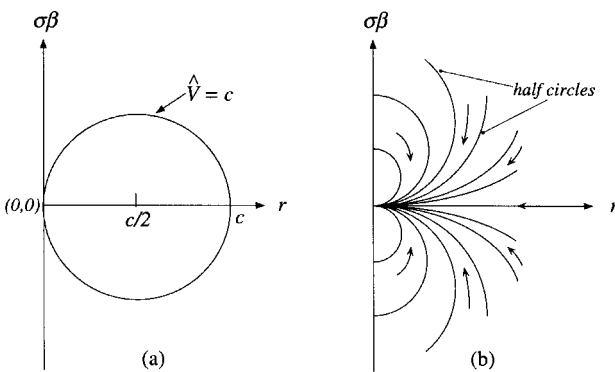 σβ
V̂ = c
(0,0)
c/2
c
r
(a)
σβ
half circles
r
(b)